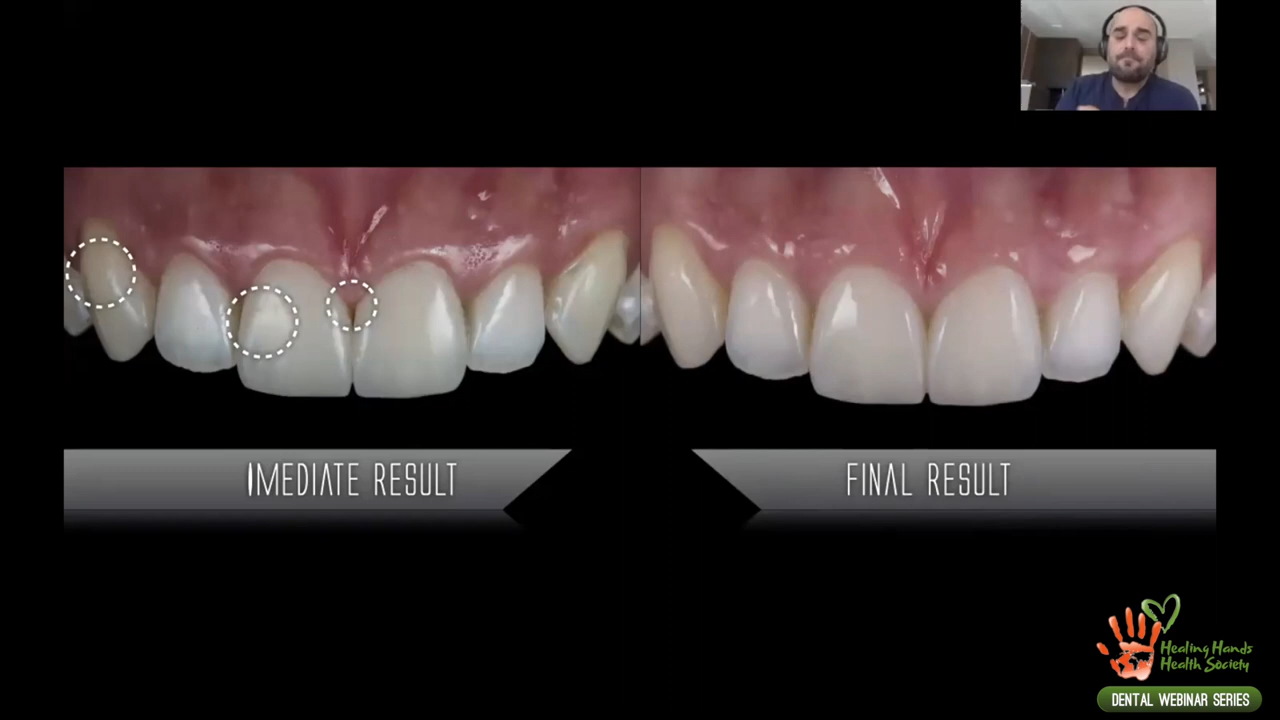 IMEDIATE RESULT
FINAL RESULT
Healing Hands
Health Society
DENTAL WEBINAR SERIES